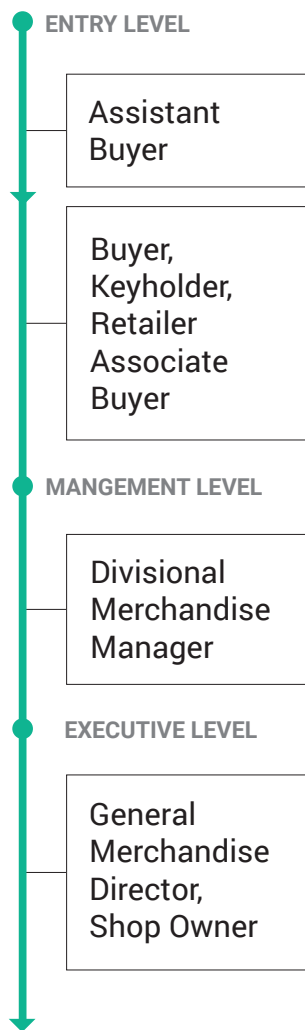 ENTRY LEVEL
Assistant
Buyer
Buyer,
Keyholder,
Retailer
Associate
Buyer
MANGEMENT LEVEL
Divisional
Merchandise
Manager
EXECUTIVE LEVEL
General
Merchandise
Director,
Shop Owner